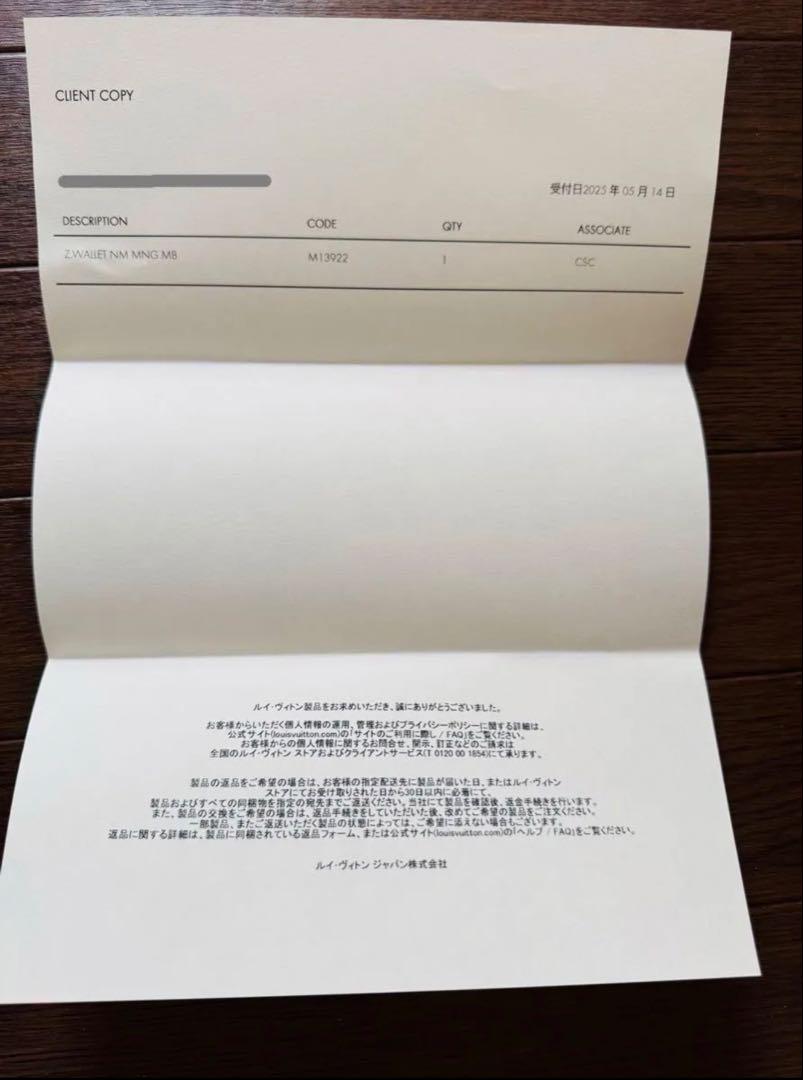 CLIENT COPY
受付日2025 年 05 月 14 日
DESCRIPTION CODE QTY ASSOCIATE
Z.WALLET NM MNG MB M13922 1 CSC
ルイ・ヴィトン製品をお求めいただき、誠にありがとうございました。
お客様からいただく個人情報の運用、管理およびプライバシーポリシーに関する詳細は、
公式サイト(louisvuitton.com)の「サイトのご利用に際し / FAQ」をご覧ください。
お客様からの個人情報に関するお問合せ、開示、訂正などのご請求は
全国のルイ・ヴィトン ストアおよびクライアントサービス(T 0120 00 1854)にて承ります。
製品の返品をご希望の場合は、お客様の指定配送先に製品が届いた日、またはルイ・ヴィトン
ストアにてお受け取りされた日から30日以内に必着にて、
製品およびすべての同梱物を指定の宛先までご返送ください。当社にて製品を確認後、返金手続きを行います。
また、製品の交換をご希望の場合は、返品手続きをしていただいた後、改めてご希望の製品をご注文ください。
一部製品、またご返送いただく製品の状態によっては、ご希望に添えない場合もございます。
返品に関する詳細は、製品に同梱されている返品フォーム、または公式サイト(louisvuitton.com)の「ヘルプ / FAQ」をご覧ください。
ルイ・ヴィトン ジャパン株式会社